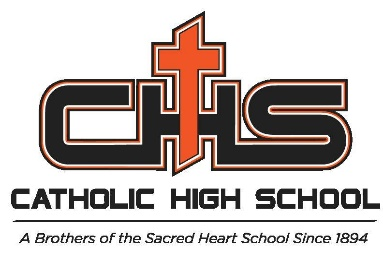 CHS
CATHOLIC HIGH SCHOOL
A Brothers of the Sacred Heart School Since 1894